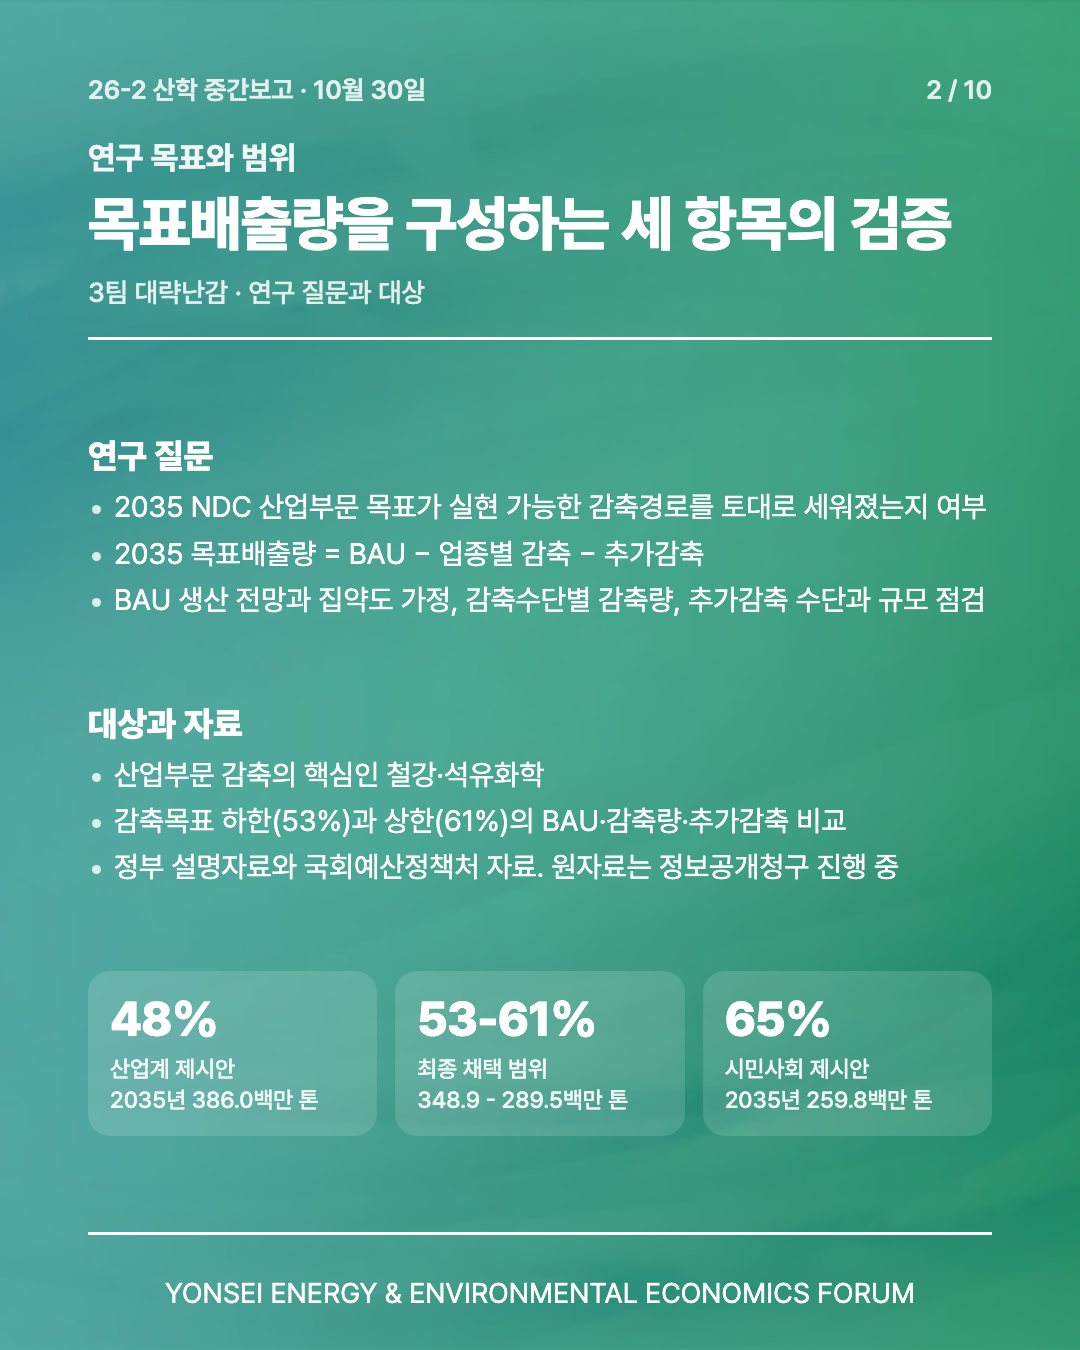 26-2 산학 중간보고 · 10월 30일
2 / 10
연구 목표와 범위
목표배출량을 구성하는 세 항목의 검증
3팀 대략난감 · 연구 질문과 대상
연구 질문
• 2035 NDC 산업부문 목표가 실현 가능한 감축경로를 토대로 세워졌는지 여부
• 2035 목표배출량 = BAU − 업종별 감축 − 추가감축
• BAU 생산 전망과 집약도 가정, 감축수단별 감축량, 추가감축 수단과 규모 점검
대상과 자료
• 산업부문 감축의 핵심인 철강·석유화학
• 감축목표 하한(53%)과 상한(61%)의 BAU·감축량·추가감축 비교
• 정부 설명자료와 국회예산정책처 자료. 원자료는 정보공개청구 진행 중
48%
산업계 제시안
2035년 386.0백만 톤
53-61%
최종 채택 범위
348.9 - 289.5백만 톤
65%
시민사회 제시안
2035년 259.8백만 톤
YONSEI ENERGY & ENVIRONMENTAL ECONOMICS FORUM